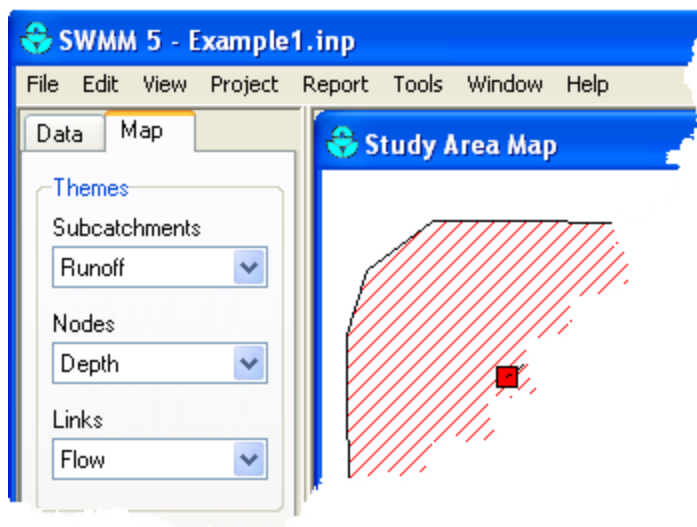 SWMM 5 - Example1.inp
File Edit View Project Report Tools Window Help
Data Map
Study Area Map
Themes
Subcatchments
Runoff
Nodes
Depth
Links
Flow